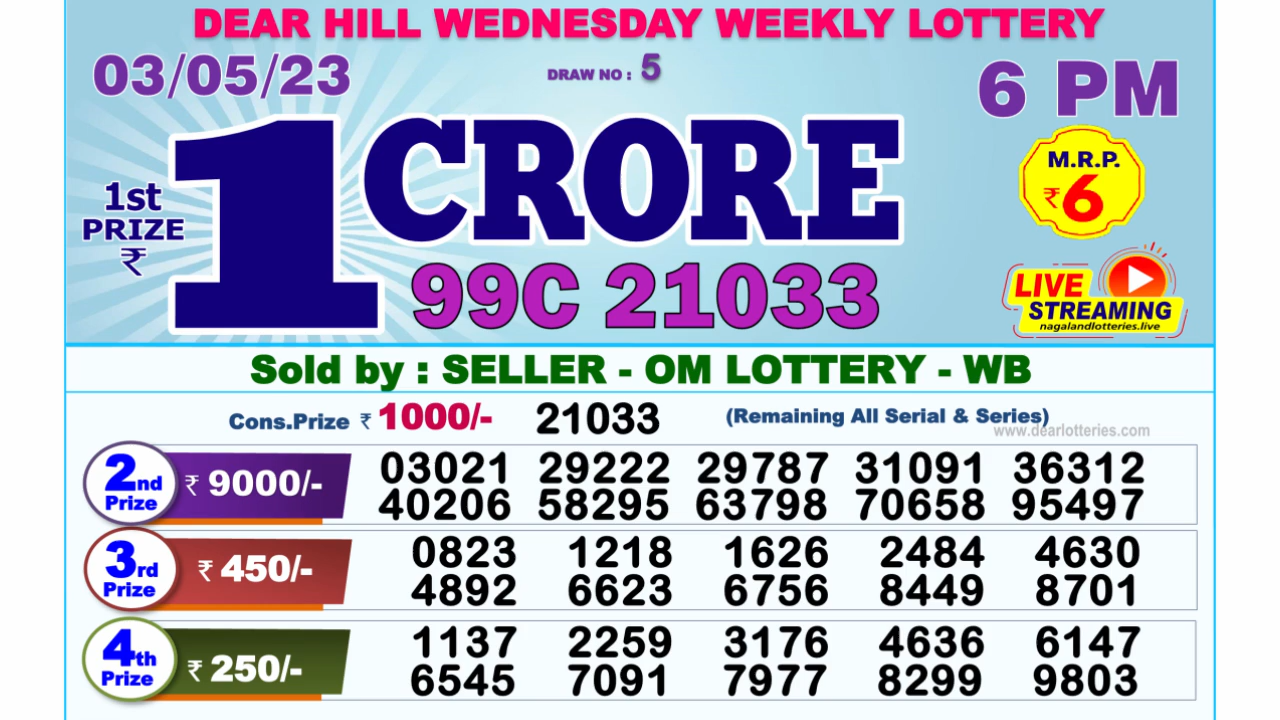 DEAR HILL WEDNESDAY WEEKLY LOTTERY
03/05/23 DRAW NO : 5 6 PM
1st PRIZE ₹ 1 CRORE
M.R.P. ₹ 6
99C 21033
LIVE STREAMING
nagalandlotteries.live
Sold by : SELLER - OM LOTTERY - WB
Cons.Prize ₹ 1000/- 21033 (Remaining All Serial & Series)
www.dearlotteries.com
2nd Prize ₹ 9000/-
03021 29222 29787 31091 36312
40206 58295 63798 70658 95497
3rd Prize ₹ 450/-
0823 1218 1626 2484 4630
4892 6623 6756 8449 8701
4th Prize ₹ 250/-
1137 2259 3176 4636 6147
6545 7091 7977 8299 9803